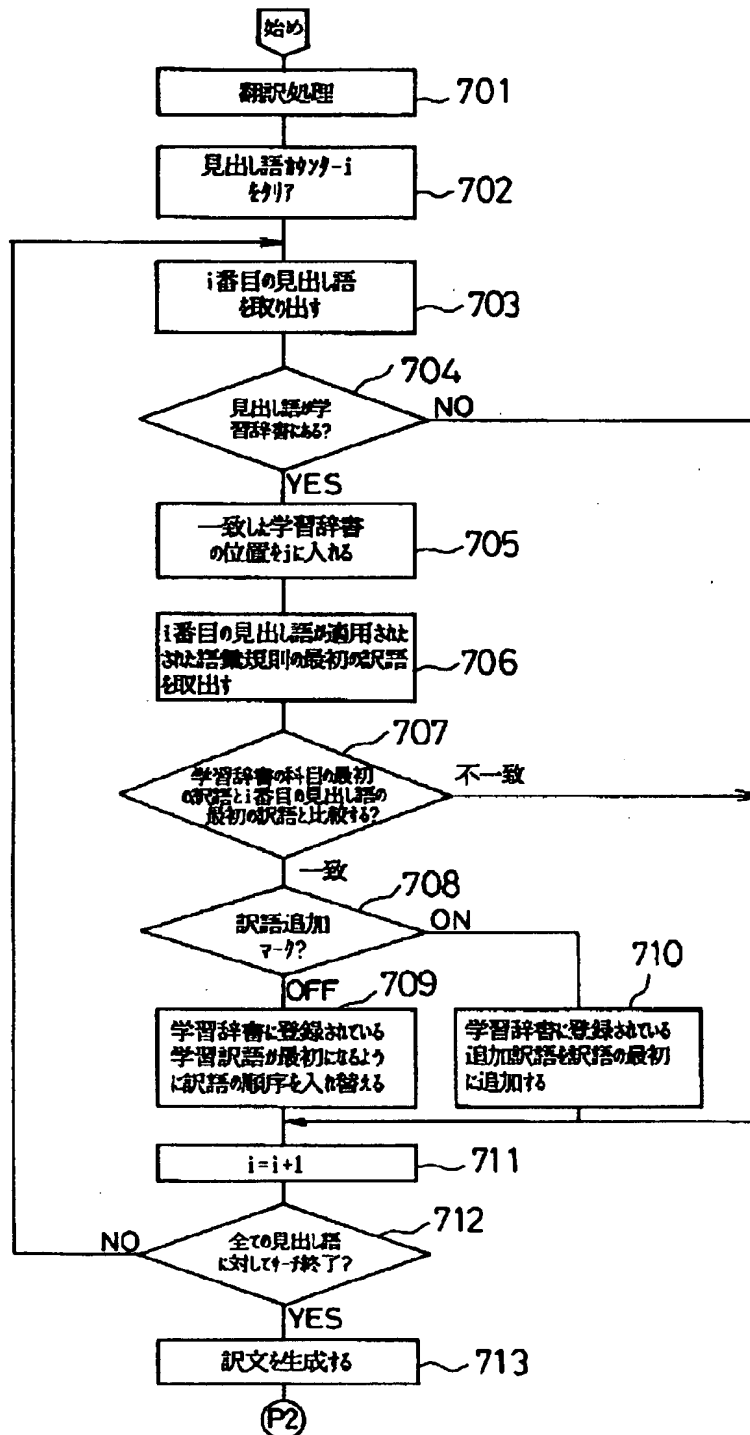 始め
翻訳処理
701
見出し語カウンターi
をクリア
702
i番目の見出し語
を取り出す
703
704
見出し語が学
習辞書にある?
NO
YES
一致した学習辞書
の位置をjに入れる
705
i番目の見出し語が適用された
された語彙規則の最初の訳語
を取出す
706
707
学習辞書の科目の最初
の訳語とi番目の見出し語の
最初の訳語と比較する?
不一致
一致
708
訳語追加
マーク?
ON
OFF
709
710
学習辞書に登録されている
学習訳語が最初になるよう
に訳語の順序を入れ替える
学習辞書に登録されている
追加訳語を訳語の最初
に追加する
i=i+1
711
712
全ての見出し語
に対してサーチ終了?
NO
YES
訳文を生成する
713
P2